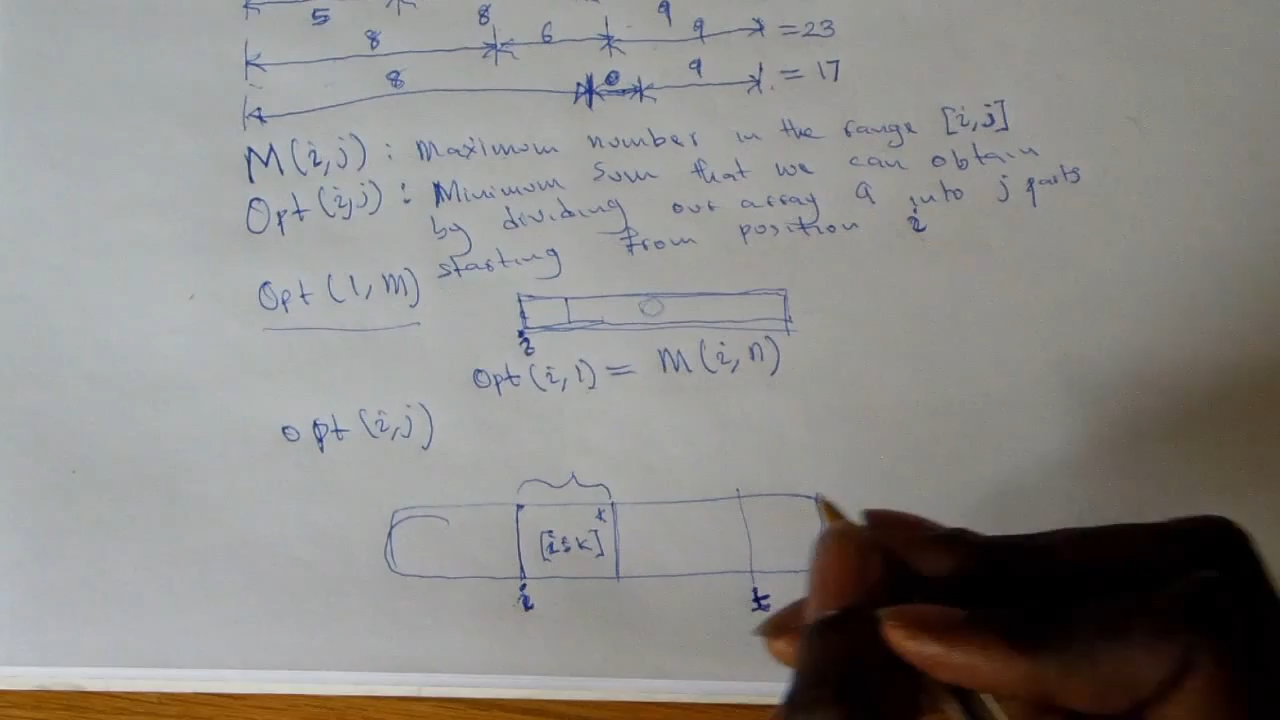 5 8 9
8 6 9 = 23
8 0 9 = 17
M(i,j) : Maximum number in the range [i,j]
Opt(i,j) : Minimum sum that we can obtain
by dividing our array a into j parts
starting from position i
Opt(1,m)
i
opt(i,1) = M(i,n)
opt(i,j)
i t